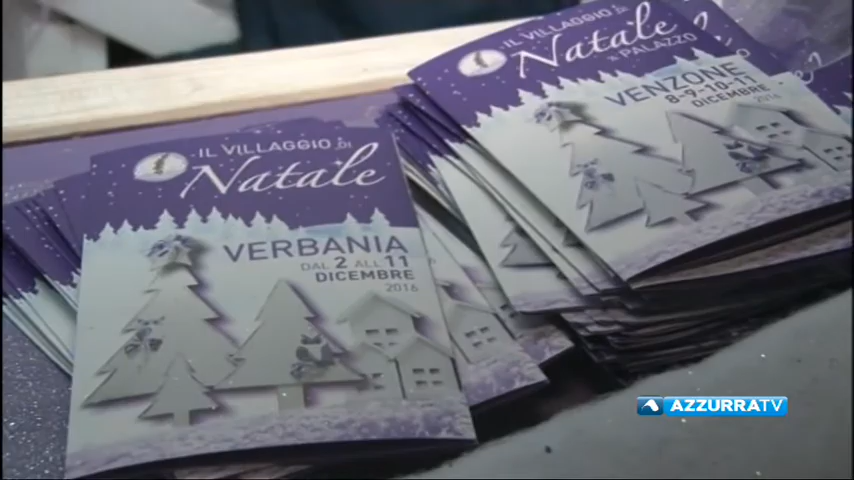 IL VILLAGGIO DI
Natale
VERBANIA
DAL 2 ALL'11
DICEMBRE
2016
IL VILLAGGIO DI
Natale
A PALAZZO
VENZONE
8-9-10-11
DICEMBRE
2016
AZZURRATV